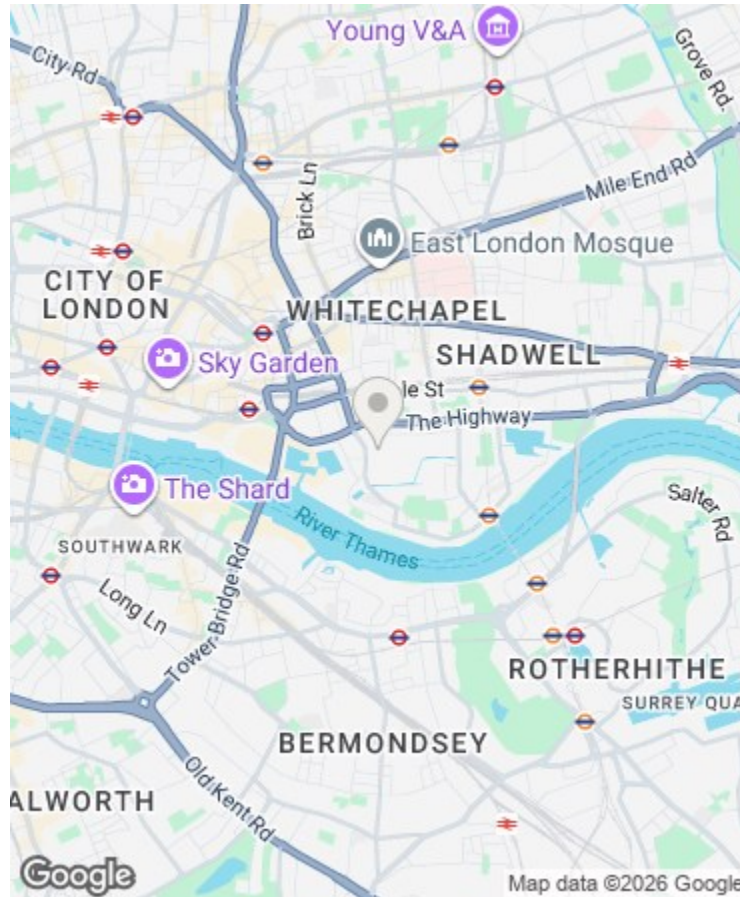 Young V&A
City Rd
Grove Rd.
Brick Ln
Mile End Rd
East London Mosque
CITY OF
LONDON
WHITECHAPEL
Sky Garden
SHADWELL
le St
The Highway
The Shard
River Thames
Salter Rd
SOUTHWARK
Long Ln
Tower Bridge Rd
ROTHERHITHE
SURREY QUA
BERMONDSEY
ALWORTH
Old Kent Rd
Google
Map data ©2026 Google